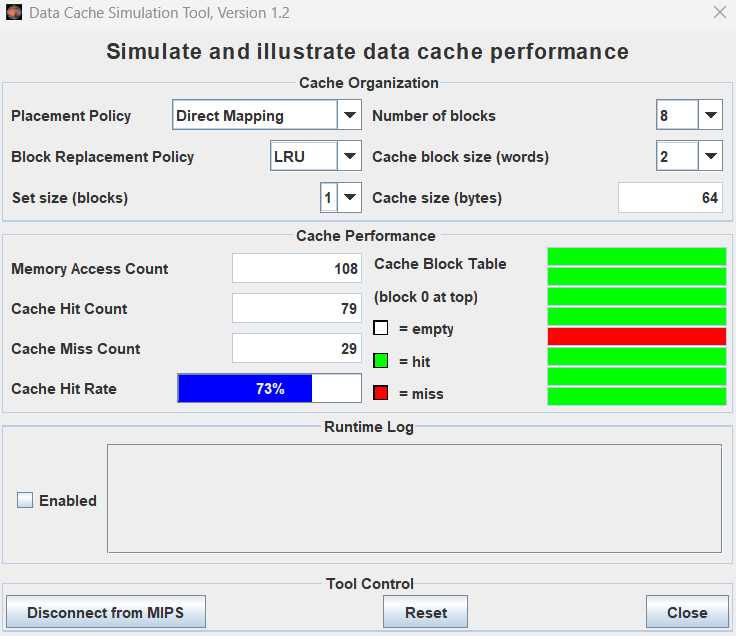 Data Cache Simulation Tool, Version 1.2
Simulate and illustrate data cache performance
Cache Organization
Placement Policy Direct Mapping Number of blocks 8
Block Replacement Policy LRU Cache block size (words) 2
Set size (blocks) 1 Cache size (bytes) 64
Cache Performance
Memory Access Count 108
Cache Hit Count 79
Cache Miss Count 29
Cache Hit Rate 73%
Cache Block Table
(block 0 at top)
= empty
= hit
= miss
Runtime Log
Enabled
Tool Control
Disconnect from MIPS Reset Close